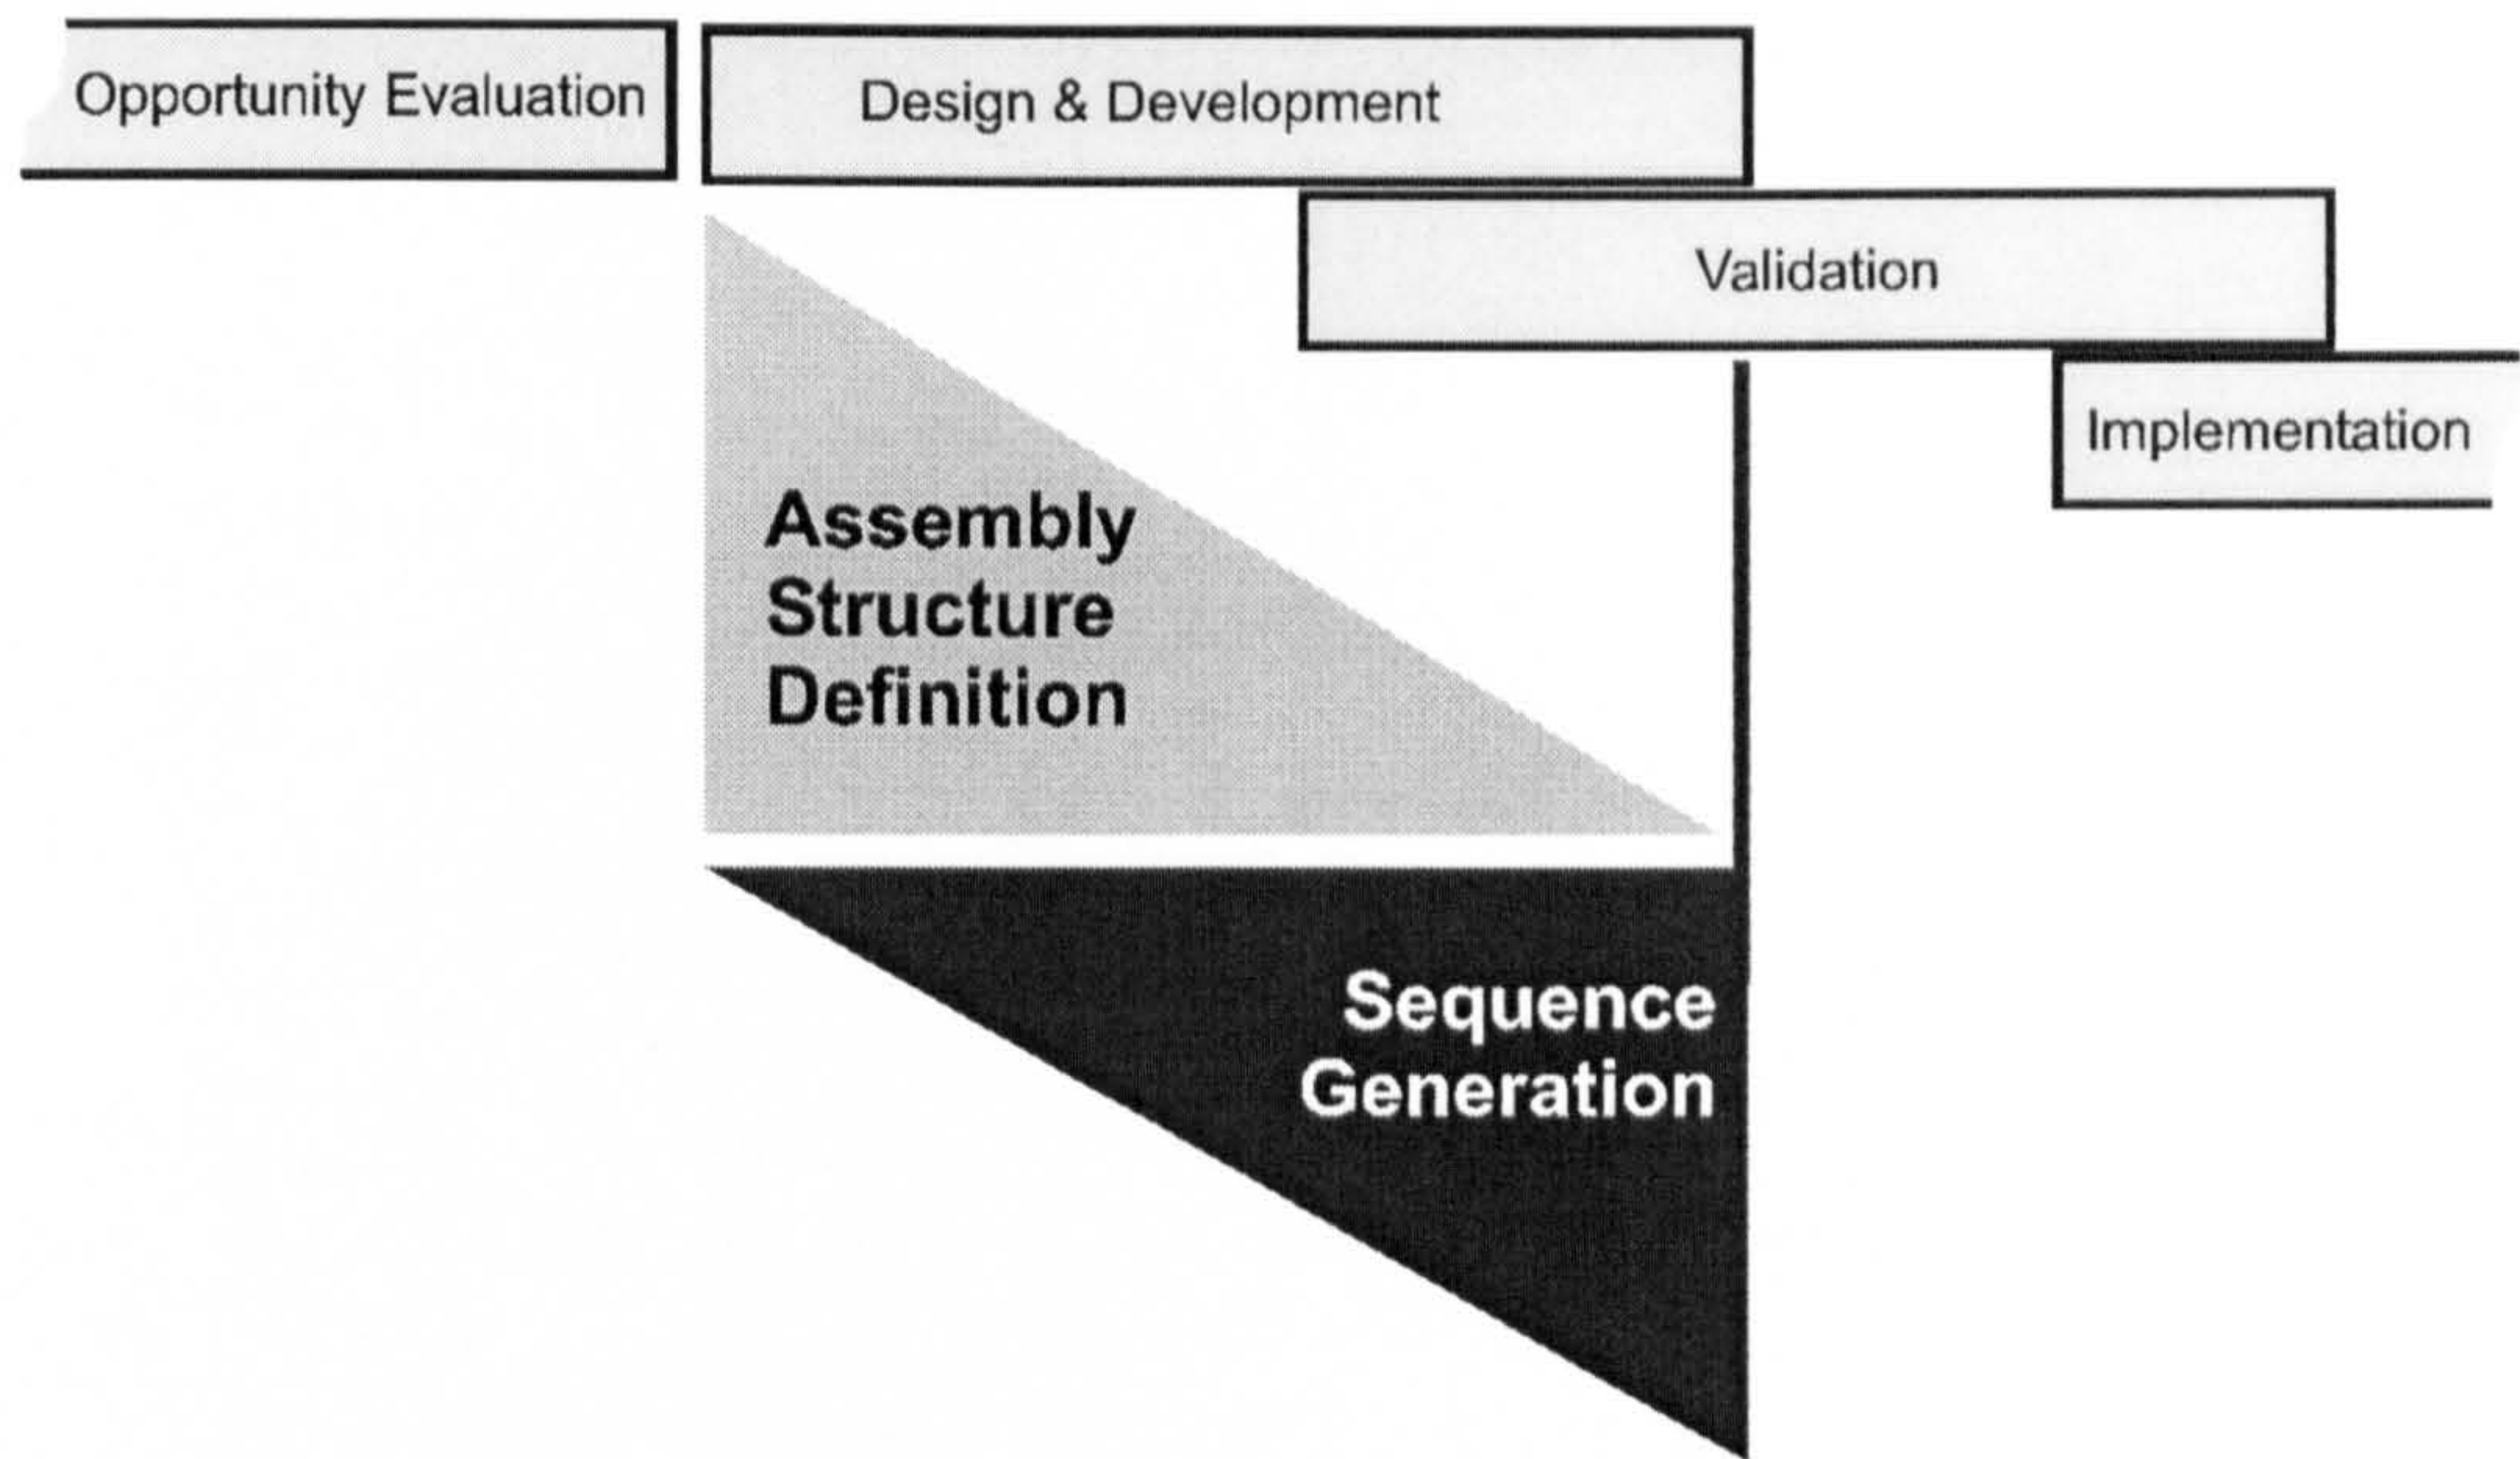 Opportunity Evaluation
Design & Development
Validation
Implementation
Assembly
Structure
Definition
Sequence
Generation